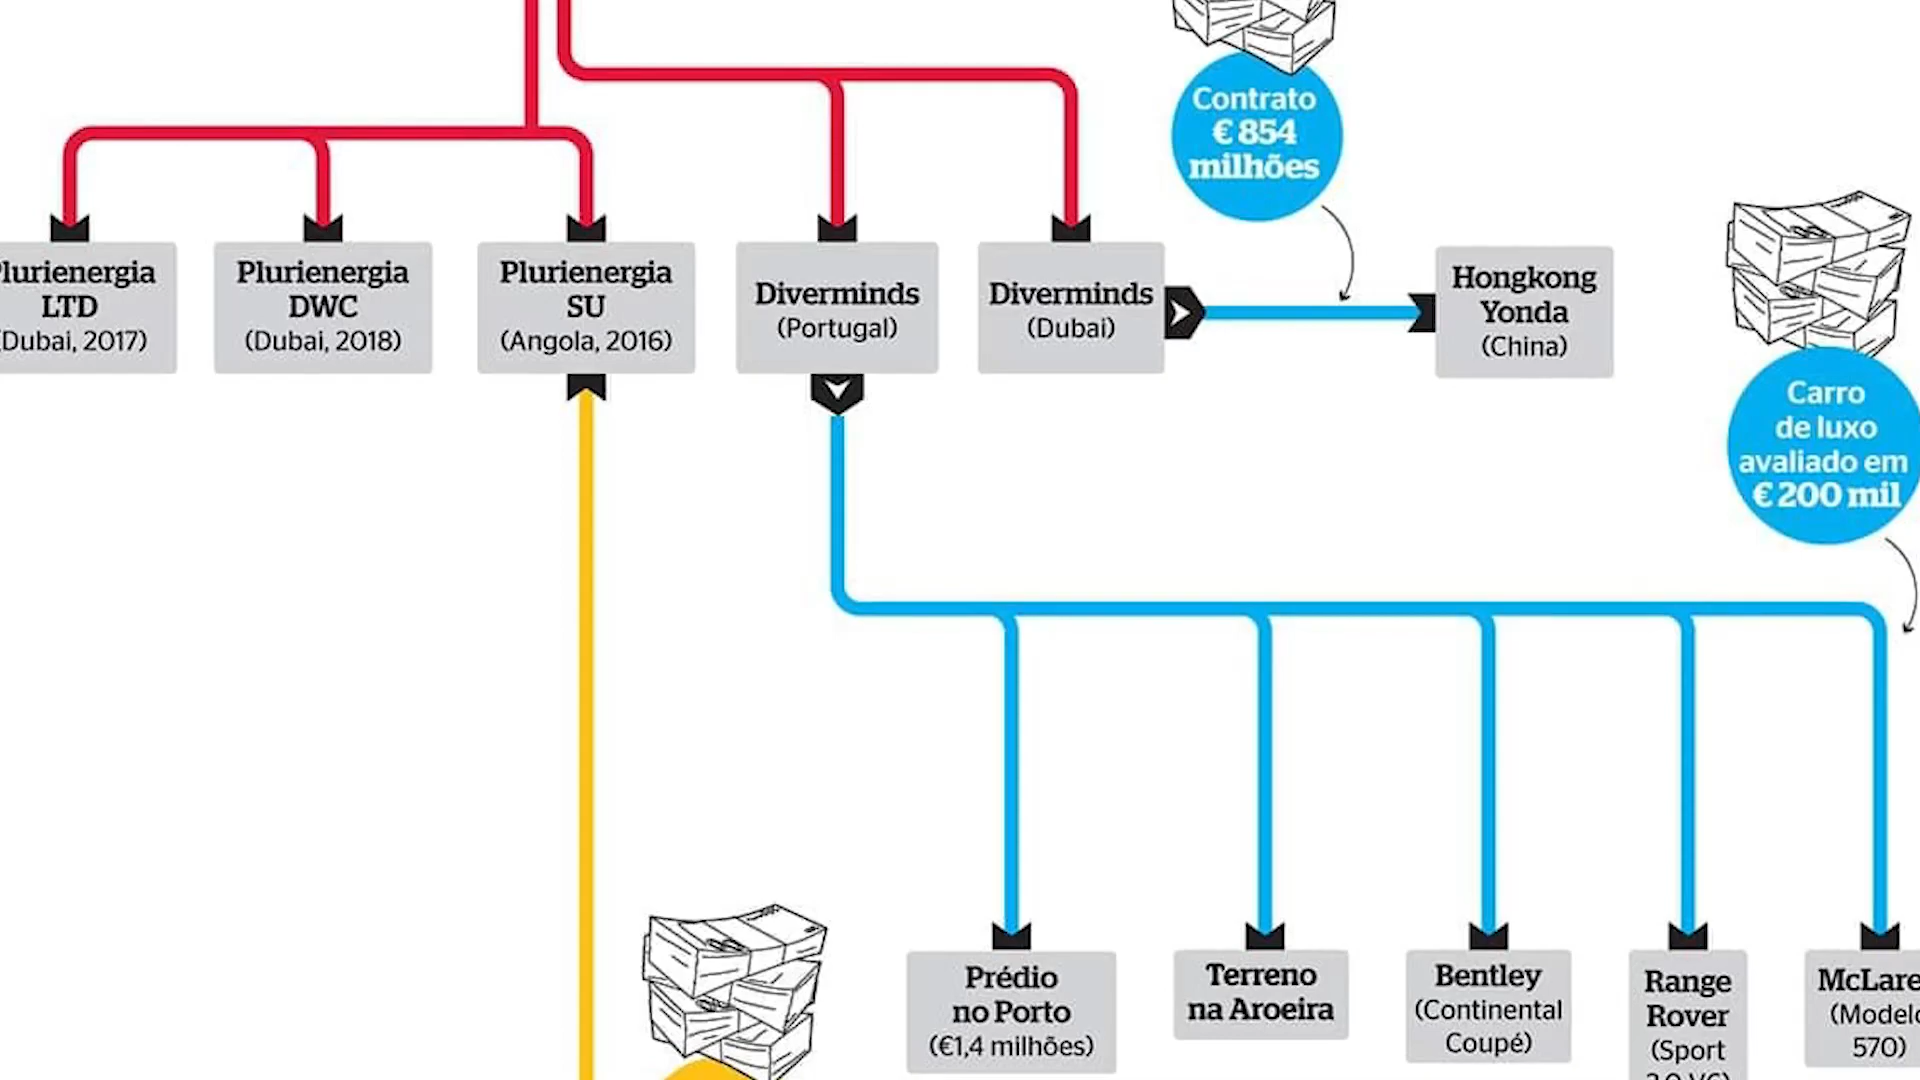 Contrato
€ 854
milhões
lurienergia
LTD
(Dubai, 2017)
Plurienergia
DWC
(Dubai, 2018)
Plurienergia
SU
(Angola, 2016)
Diverminds
(Portugal)
Diverminds
(Dubai)
Hongkong
Yonda
(China)
Carro
de luxo
avaliado em
€ 200 mil
Prédio
no Porto
(€1,4 milhões)
Terreno
na Aroeira
Bentley
(Continental
Coupé)
Range
Rover
(Sport
McLare
(Modelo
570)